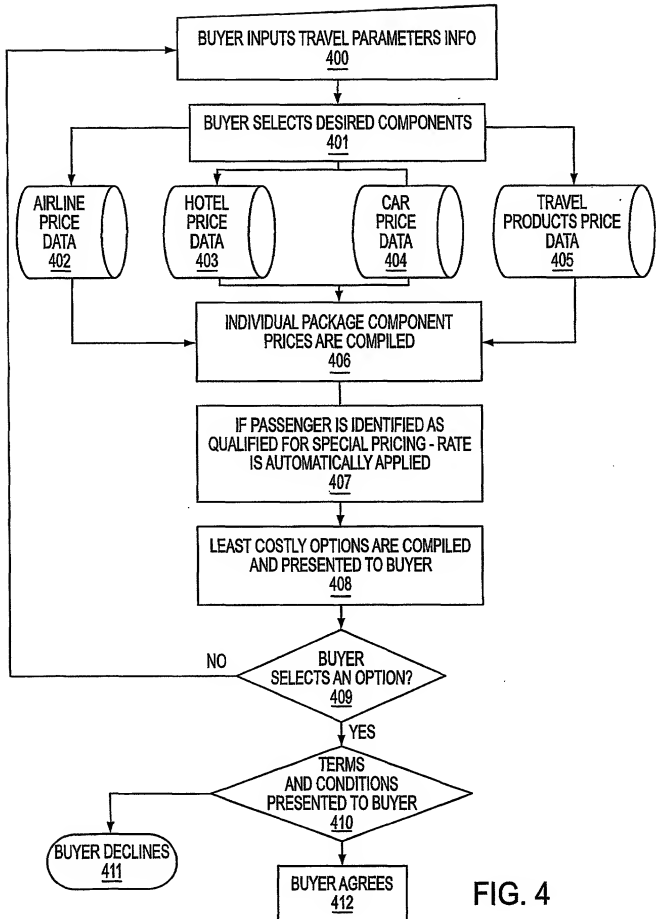 BUYER INPUTS TRAVEL PARAMETERS INFO
400
BUYER SELECTS DESIRED COMPONENTS
401
AIRLINE
PRICE
DATA
402
HOTEL
PRICE
DATA
403
CAR
PRICE
DATA
404
TRAVEL
PRODUCTS PRICE
DATA
405
INDIVIDUAL PACKAGE COMPONENT
PRICES ARE COMPILED
406
IF PASSENGER IS IDENTIFIED AS
QUALIFIED FOR SPECIAL PRICING - RATE
IS AUTOMATICALLY APPLIED
407
LEAST COSTLY OPTIONS ARE COMPILED
AND PRESENTED TO BUYER
408
NO
BUYER
SELECTS AN OPTION?
409
YES
TERMS
AND CONDITIONS
PRESENTED TO BUYER
410
BUYER DECLINES
411
BUYER AGREES
412
FIG. 4